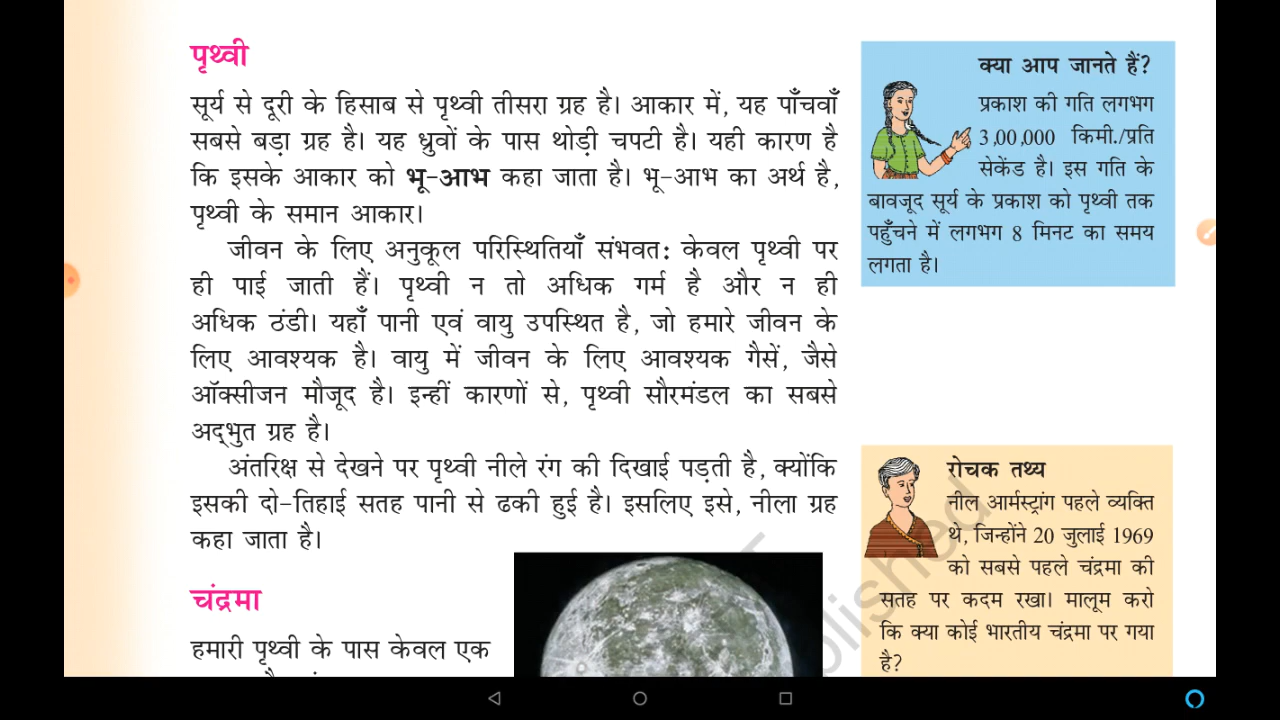 पृथ्वी
सूर्य से दूरी के हिसाब से पृथ्वी तीसरा ग्रह है। आकार में, यह पाँचवाँ
सबसे बड़ा ग्रह है। यह ध्रुवों के पास थोड़ी चपटी है। यही कारण है
कि इसके आकार को भू-आभ कहा जाता है। भू-आभ का अर्थ है,
पृथ्वी के समान आकार।
जीवन के लिए अनुकूल परिस्थितियाँ संभवत: केवल पृथ्वी पर
ही पाई जाती हैं। पृथ्वी न तो अधिक गर्म है और न ही
अधिक ठंडी। यहाँ पानी एवं वायु उपस्थित है, जो हमारे जीवन के
लिए आवश्यक है। वायु में जीवन के लिए आवश्यक गैसें, जैसे
ऑक्सीजन मौजूद है। इन्हीं कारणों से, पृथ्वी सौरमंडल का सबसे
अद्‌भुत ग्रह है।
अंतरिक्ष से देखने पर पृथ्वी नीले रंग की दिखाई पड़ती है, क्योंकि
इसकी दो-तिहाई सतह पानी से ढकी हुई है। इसलिए इसे, नीला ग्रह
कहा जाता है।
चंद्रमा
हमारी पृथ्वी के पास केवल एक
क्या आप जानते हैं?
प्रकाश की गति लगभग
3,00,000 किमी./प्रति
सेकेंड है। इस गति के
बावजूद सूर्य के प्रकाश को पृथ्वी तक
पहुँचने में लगभग 8 मिनट का समय
लगता है।
रोचक तथ्य
नील आर्मस्ट्रांग पहले व्यक्ति
थे, जिन्होंने 20 जुलाई 1969
को सबसे पहले चंद्रमा की
सतह पर कदम रखा। मालूम करो
कि क्या कोई भारतीय चंद्रमा पर गया
है?